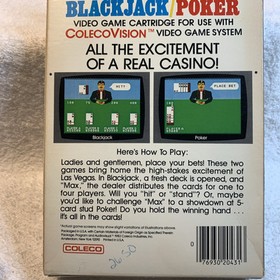 BLACKJACK/POKER
VIDEO GAME CARTRIDGE FOR USE WITH
COLECOVISION™ VIDEO GAME SYSTEM
ALL THE EXCITEMENT
OF A REAL CASINO!
HIT?
PLACE BET
Blackjack
Poker
Here's How To Play:
Ladies and gentlemen, place your bets! These two
games bring home the high-stakes excitement of
Las Vegas. In Blackjack, a fresh deck is opened, and
"Max," the dealer distributes the cards for one to
four players. Will you "hit" or "stand"? Or, maybe
you'd like to challenge "Max" to a showdown at 5-
card stud Poker! Do you hold the winning hand . . .
it's all in the cards!
COLECO
0
76930 20431